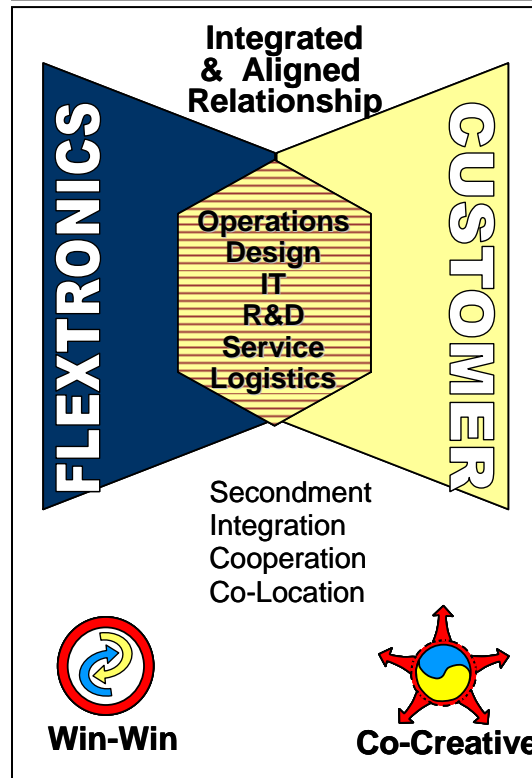 Integrated
& Aligned
Relationship
FLEXTRONICS
CUSTOMER
Operations
Design
IT
R&D
Service
Logistics
Secondment
Integration
Cooperation
Co-Location
Win-Win
Co-Creative